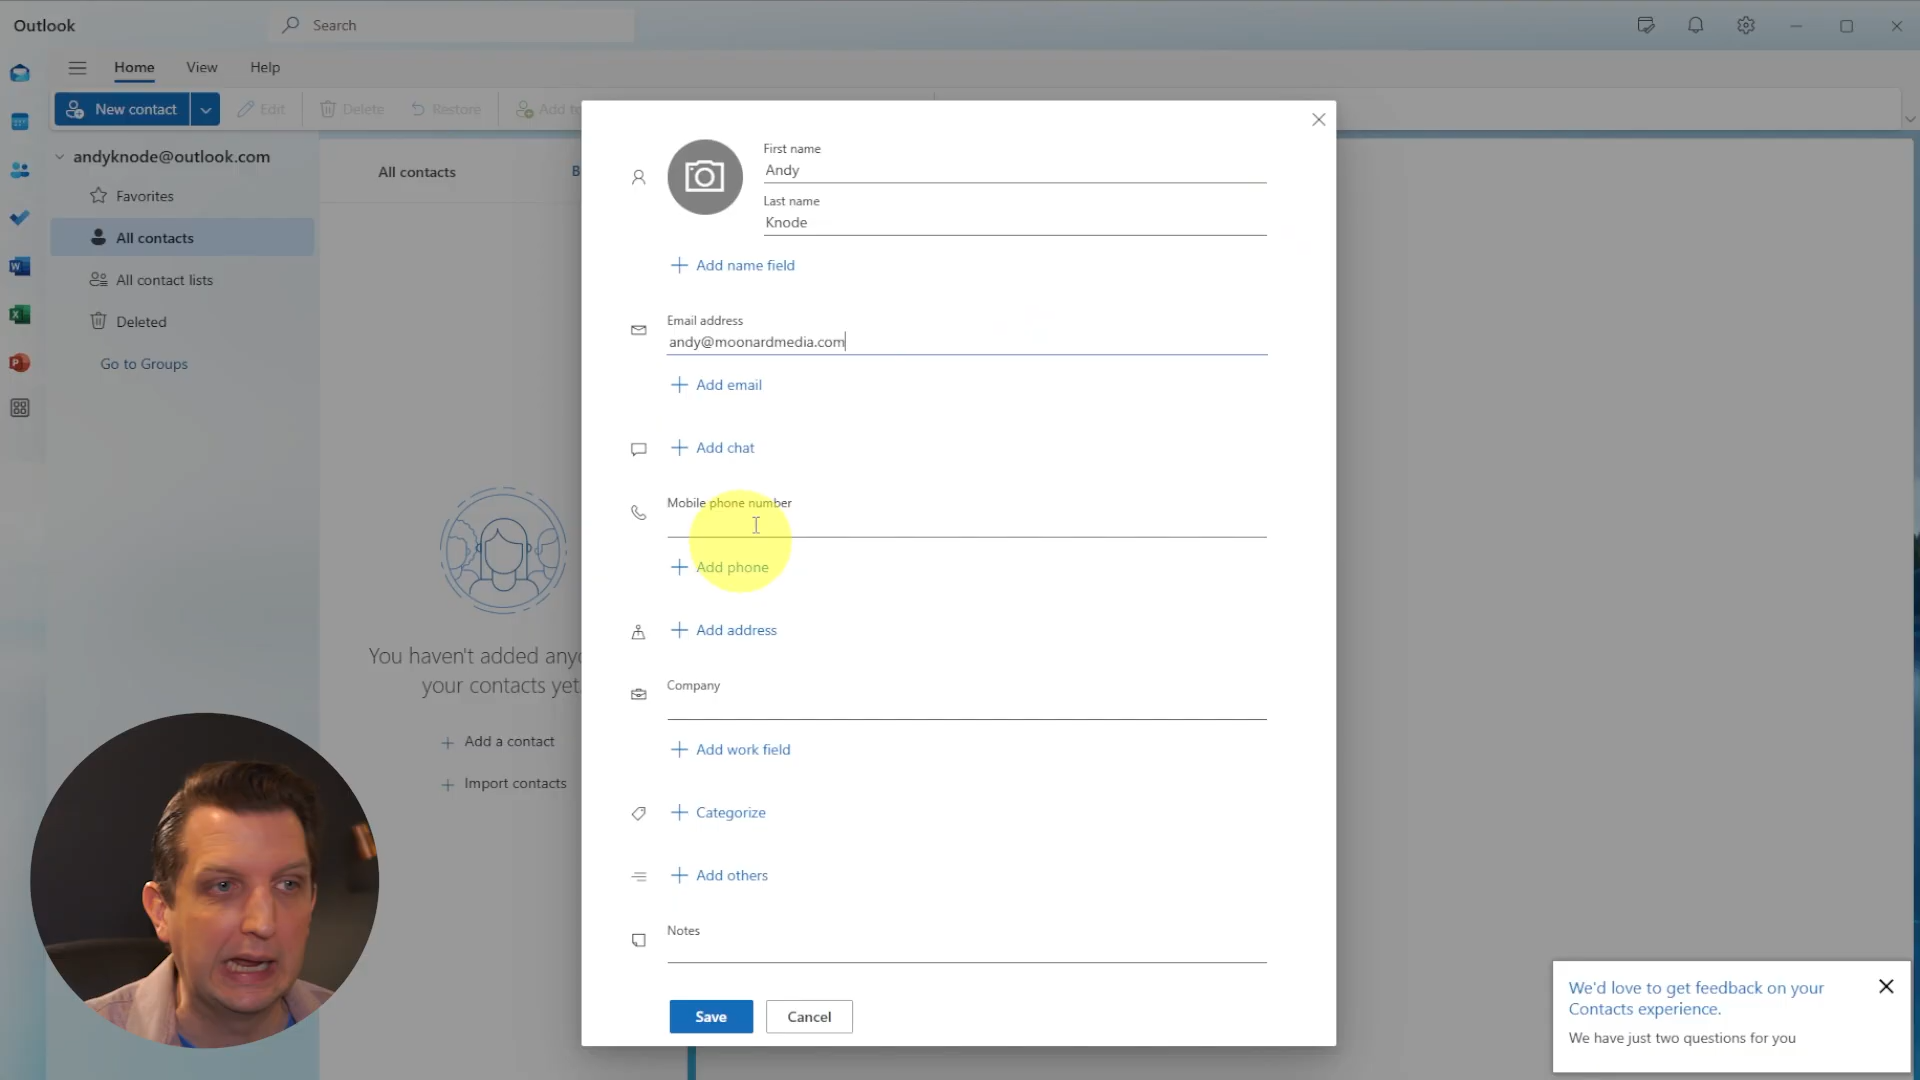 Outlook
Search
Home
View
Help
New contact
Edit
Delete
Restore
Add to
andyknode@outlook.com
Favorites
All contacts
All contact lists
Deleted
Go to Groups
All contacts
B
You haven't added any
your contacts yet.
Add a contact
Import contacts
First name
Andy
Last name
Knode
Add name field
Email address
andy@moonardmedia.com
Add email
Add chat
Mobile phone number
Add phone
Add address
Company
Add work field
Categorize
Add others
Notes
Save
Cancel
We'd love to get feedback on your
Contacts experience.
We have just two questions for you